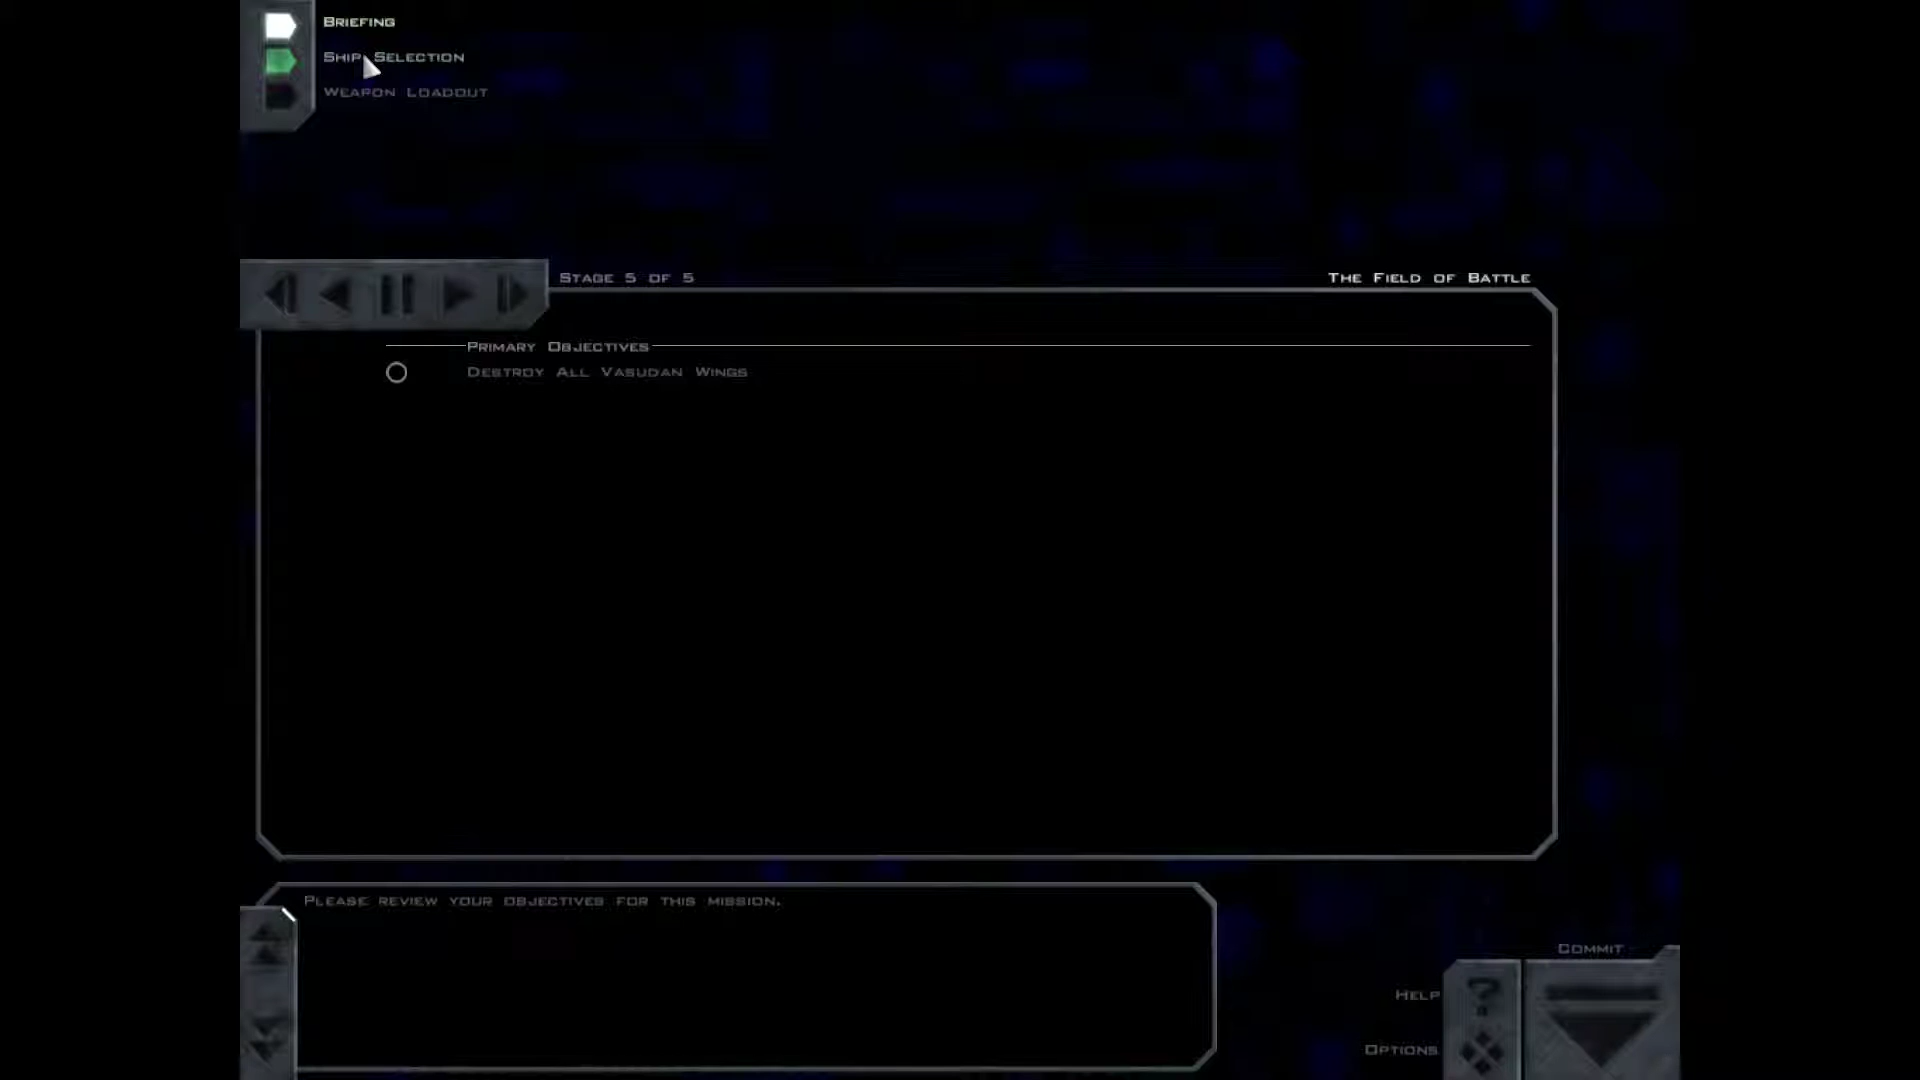 Briefing
Ship Selection
Weapon Loadout
Stage 5 of 5
The Field of Battle
Primary Objectives
Destroy All Vasudan Wings
Please review your objectives for this mission.
Commit
Help
?
Options